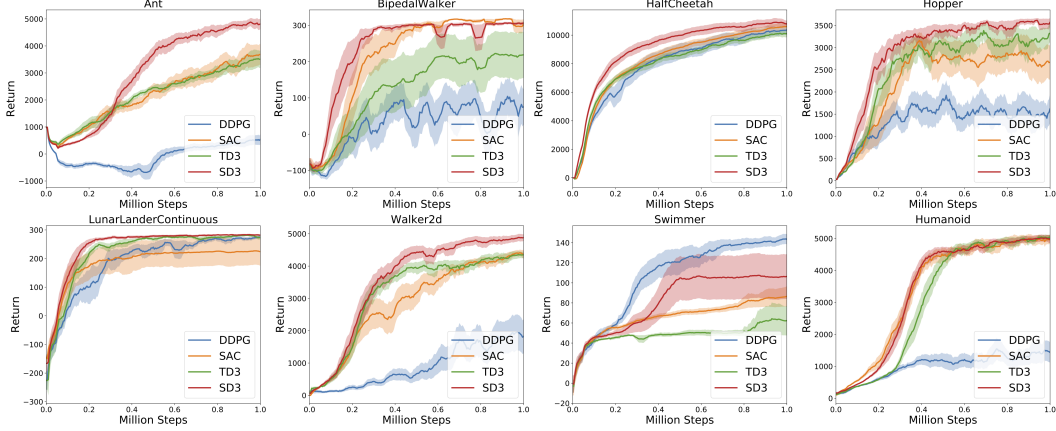 Ant
Return
5000
4000
3000
2000
1000
0
−1000
0.0 0.2 0.4 0.6 0.8 1.0
Million Steps
DDPG
SAC
TD3
SD3
BipedalWalker
Return
300
200
100
0
−100
0.0 0.2 0.4 0.6 0.8 1.0
Million Steps
DDPG
SAC
TD3
SD3
HalfCheetah
Return
10000
8000
6000
4000
2000
0
0.0 0.2 0.4 0.6 0.8 1.0
Million Steps
DDPG
SAC
TD3
SD3
Hopper
Return
3500
3000
2500
2000
1500
1000
500
0
0.0 0.2 0.4 0.6 0.8 1.0
Million Steps
DDPG
SAC
TD3
SD3
LunarLanderContinuous
Return
300
200
100
0
−100
−200
−300
0.0 0.2 0.4 0.6 0.8 1.0
Million Steps
DDPG
SAC
TD3
SD3
Walker2d
Return
5000
4000
3000
2000
1000
0
0.0 0.2 0.4 0.6 0.8 1.0
Million Steps
DDPG
SAC
TD3
SD3
Swimmer
Return
140
120
100
80
60
40
20
0
−20
0.0 0.2 0.4 0.6 0.8 1.0
Million Steps
DDPG
SAC
TD3
SD3
Humanoid
Return
5000
4000
3000
2000
1000
0
0.0 0.2 0.4 0.6 0.8 1.0
Million Steps
DDPG
SAC
TD3
SD3